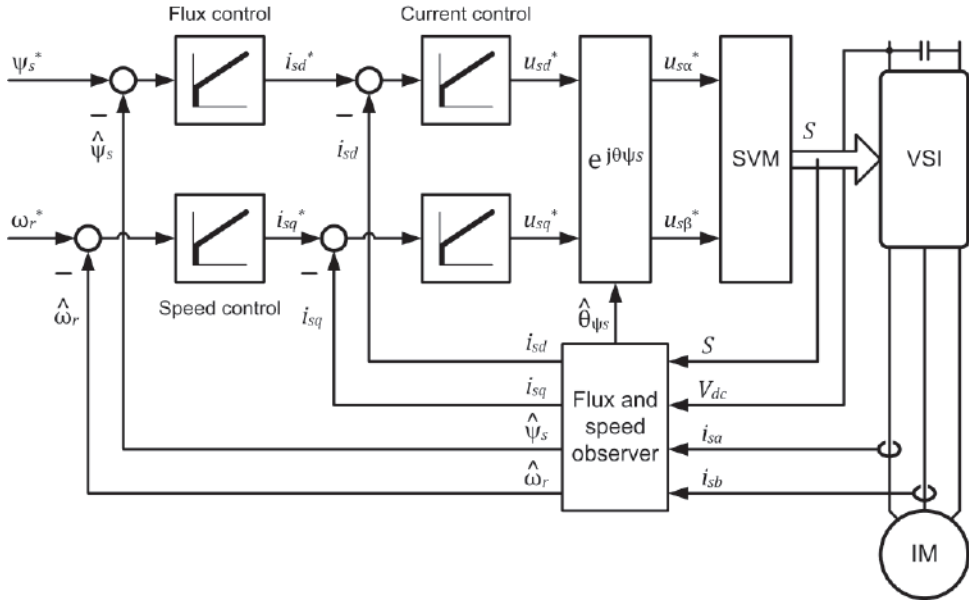 Flux control
Current control
ψs*
isd*
usd*
usα*
−
−
ψ̂s
isd
e jθψs
SVM
S
VSI
ωr*
isq*
usq*
usβ*
−
−
ω̂r
Speed control
isq
θ̂ψs
isd
S
isq
Vdc
Flux and
speed
observer
ψ̂s
isa
ω̂r
isb
IM